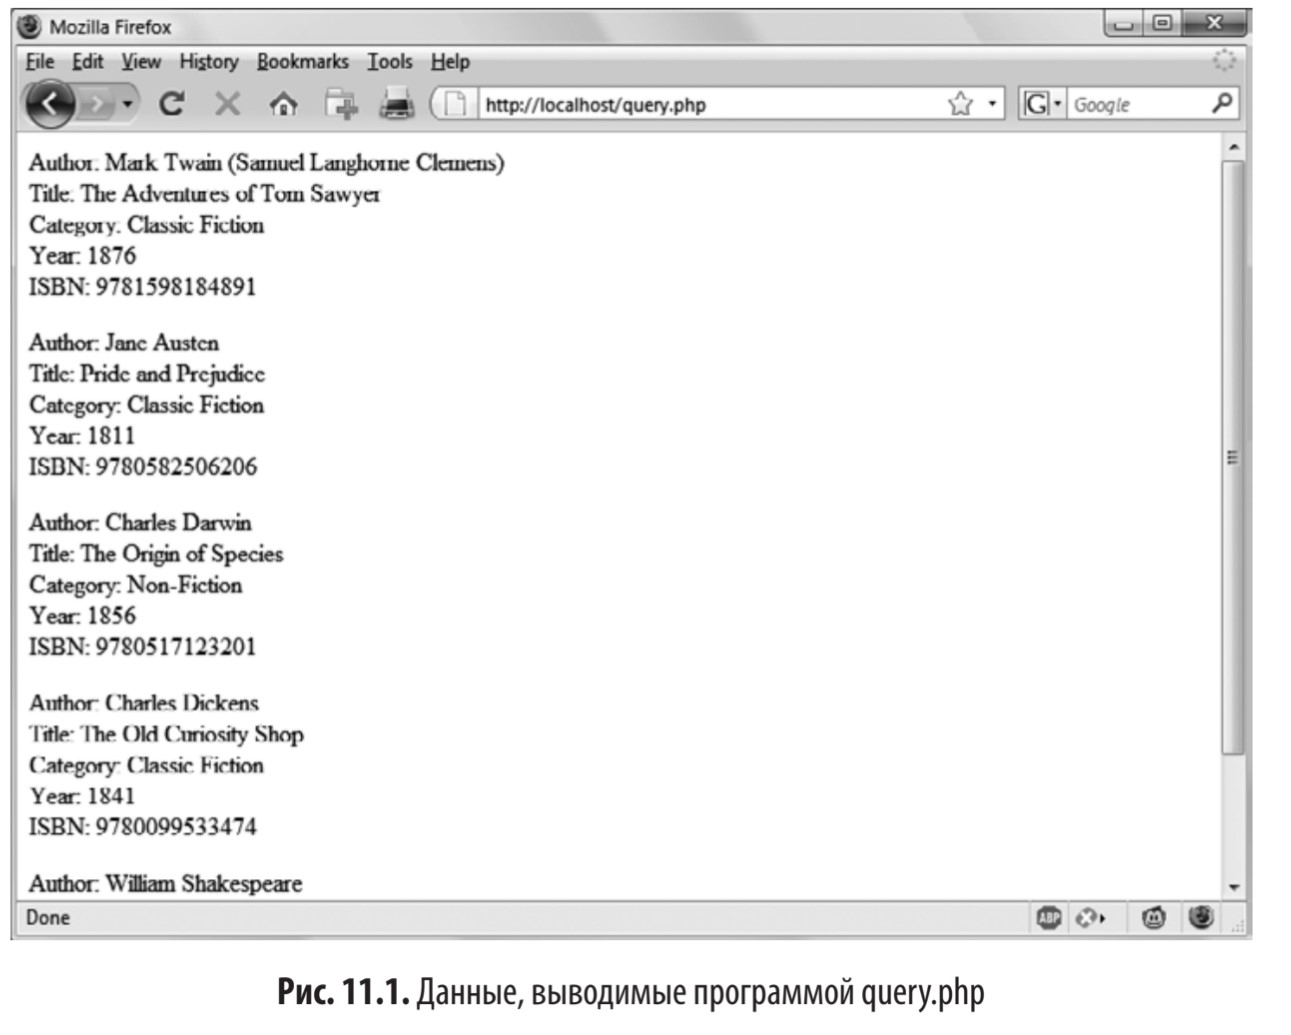 Mozilla Firefox
File Edit View History Bookmarks Tools Help
http://localhost/query.php
G Google
Author: Mark Twain (Samuel Langhorne Clemens)
Title: The Adventures of Tom Sawyer
Category: Classic Fiction
Year: 1876
ISBN: 9781598184891
Author: Jane Austen
Title: Pride and Prejudice
Category: Classic Fiction
Year: 1811
ISBN: 9780582506206
Author: Charles Darwin
Title: The Origin of Species
Category: Non-Fiction
Year: 1856
ISBN: 9780517123201
Author: Charles Dickens
Title: The Old Curiosity Shop
Category: Classic Fiction
Year: 1841
ISBN: 9780099533474
Author: William Shakespeare
Done
ABP
Рис. 11.1. Данные, выводимые программой query.php